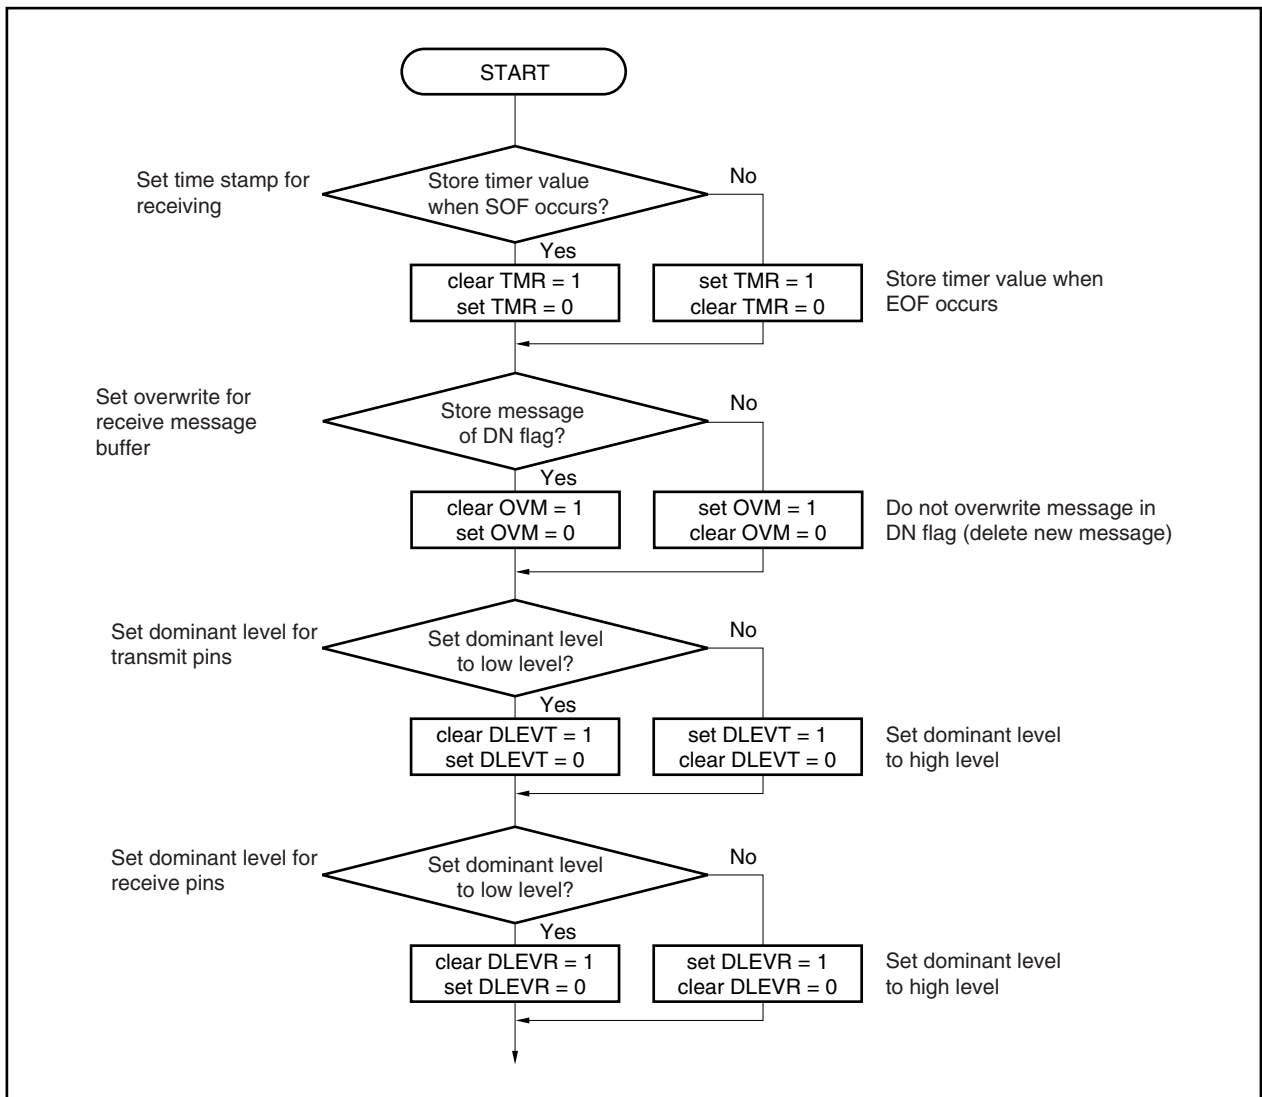 START
Set time stamp for
receiving
Store timer value
when SOF occurs?
No
Yes
clear TMR = 1
set TMR = 0
set TMR = 1
clear TMR = 0
Store timer value when
EOF occurs
Set overwrite for
receive message
buffer
Store message
of DN flag?
No
Yes
clear OVM = 1
set OVM = 0
set OVM = 1
clear OVM = 0
Do not overwrite message in
DN flag (delete new message)
Set dominant level for
transmit pins
Set dominant level
to low level?
No
Yes
clear DLEVT = 1
set DLEVT = 0
set DLEVT = 1
clear DLEVT = 0
Set dominant level
to high level
Set dominant level for
receive pins
Set dominant level
to low level?
No
Yes
clear DLEVR = 1
set DLEVR = 0
set DLEVR = 1
clear DLEVR = 0
Set dominant level
to high level